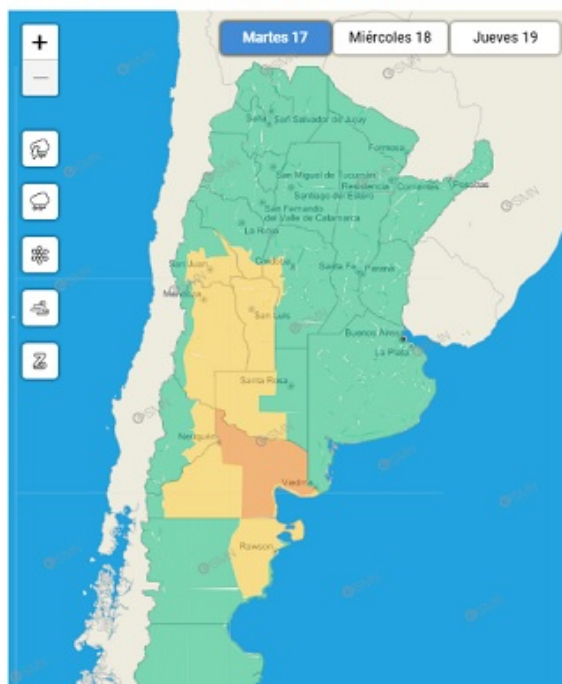 +
Martes 17
Miércoles 18
Jueves 19
−
SMN
Salta
San Salvador de Jujuy
Formosa
San Miguel de Tucumán
Resistencia
Corrientes
Posadas
Santiago del Estero
San Fernando
del Valle de Catamarca
La Rioja
San Juan
Córdoba
Santa Fe
Paraná
Mendoza
San Luis
Buenos Aires
La Plata
Santa Rosa
Neuquén
Viedma
Rawson